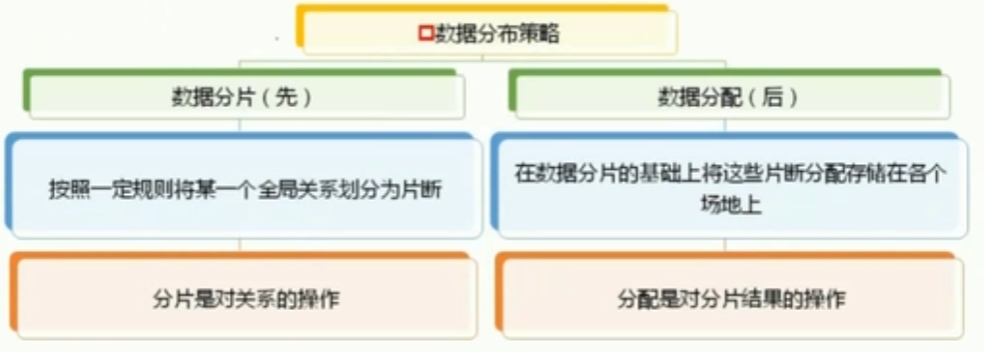 数据分布策略
数据分片（先）
数据分配（后）
按照一定规则将某一个全局关系划分为片断
在数据分片的基础上将这些片断分配存储在各个
场地上
分片是对关系的操作
分配是对分片结果的操作